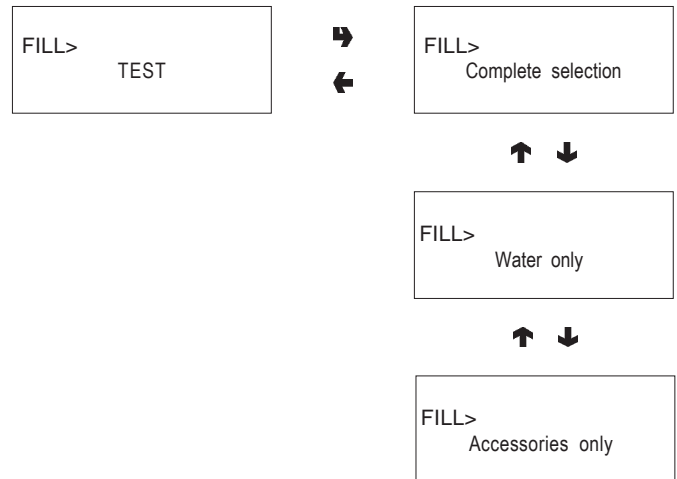 FILL>
TEST
FILL>
Complete selection
FILL>
Water only
FILL>
Accessories only